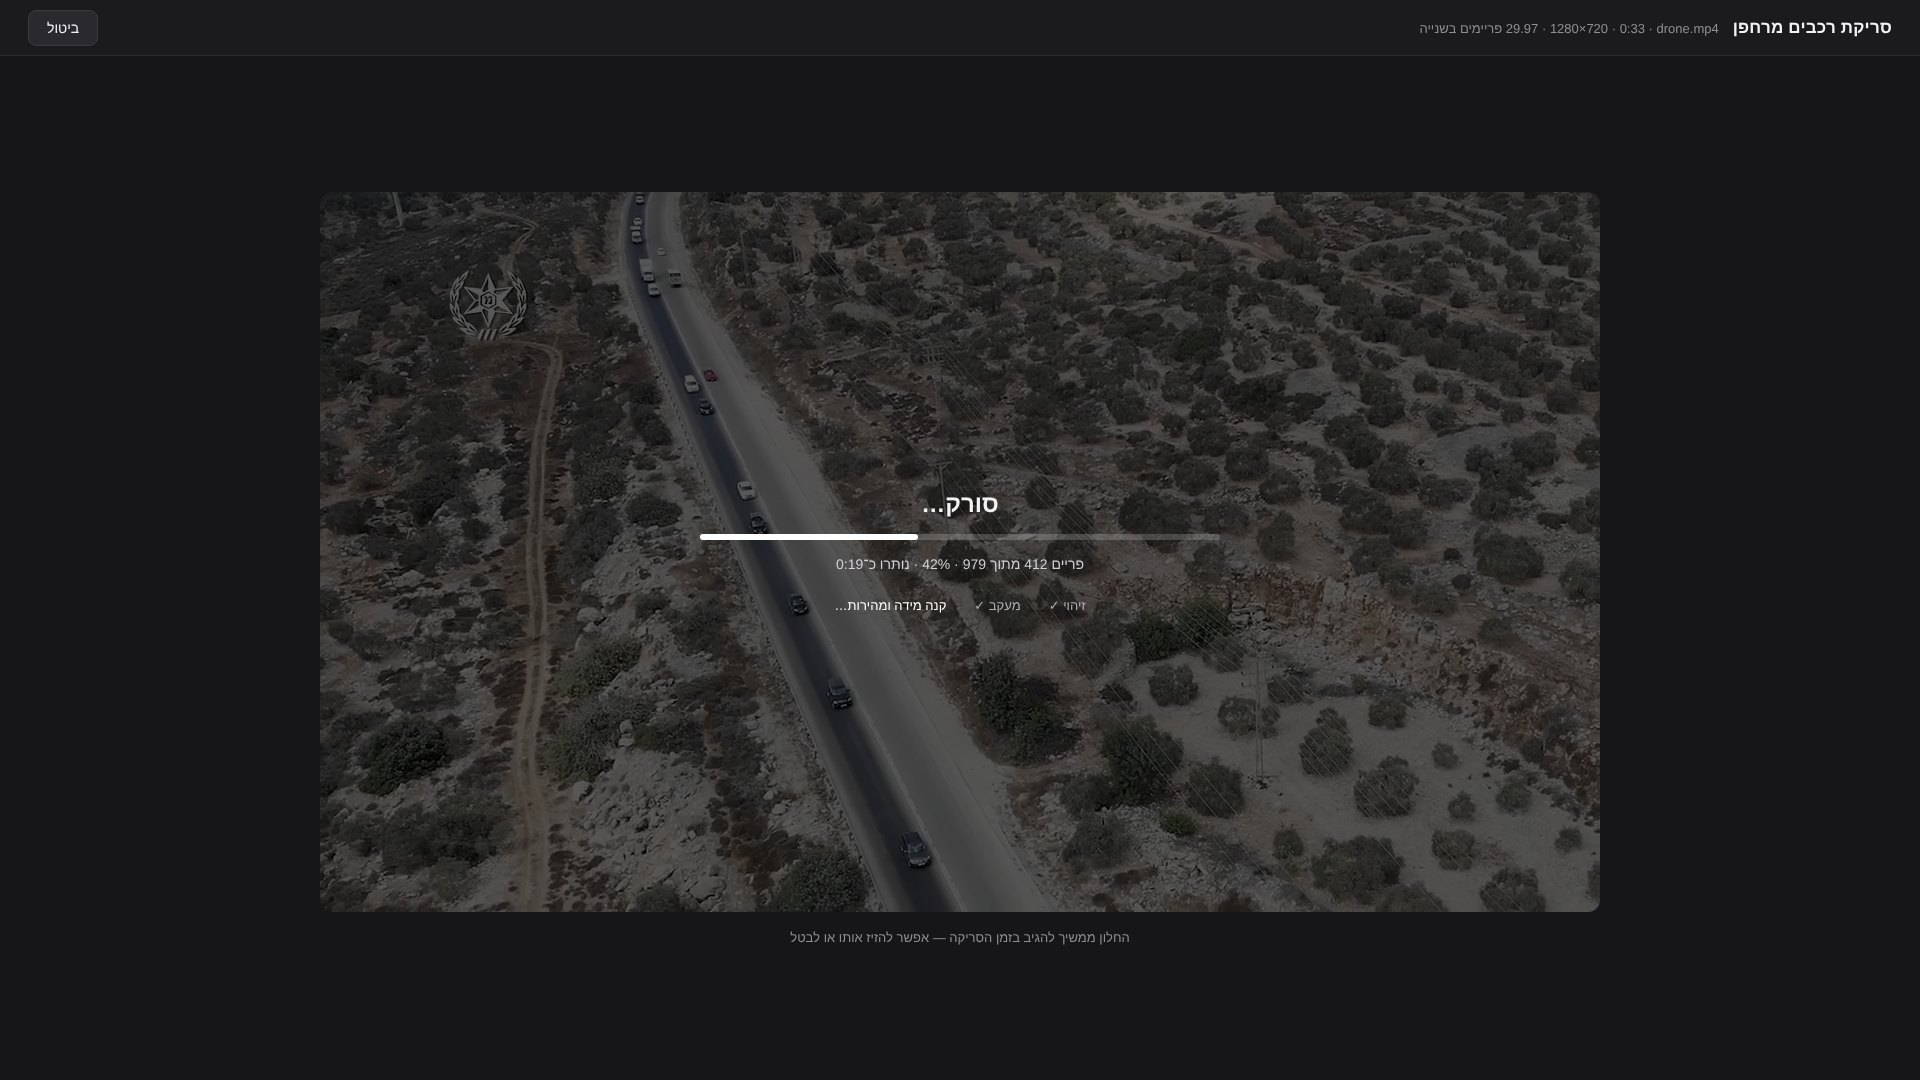 סריקת רכבים מרחפן
drone.mp4 · 0:33 · 1280×720 · 29.97 פריימים בשנייה
ביטול
סורק...
פריים 412 מתוך 979 · 42% · נותרו כ־0:19
זיהוי ✓ מעקב ✓ קנה מידה ומהירות...
החלון ממשיך להגיב בזמן הסריקה — אפשר להזיז אותו או לבטל